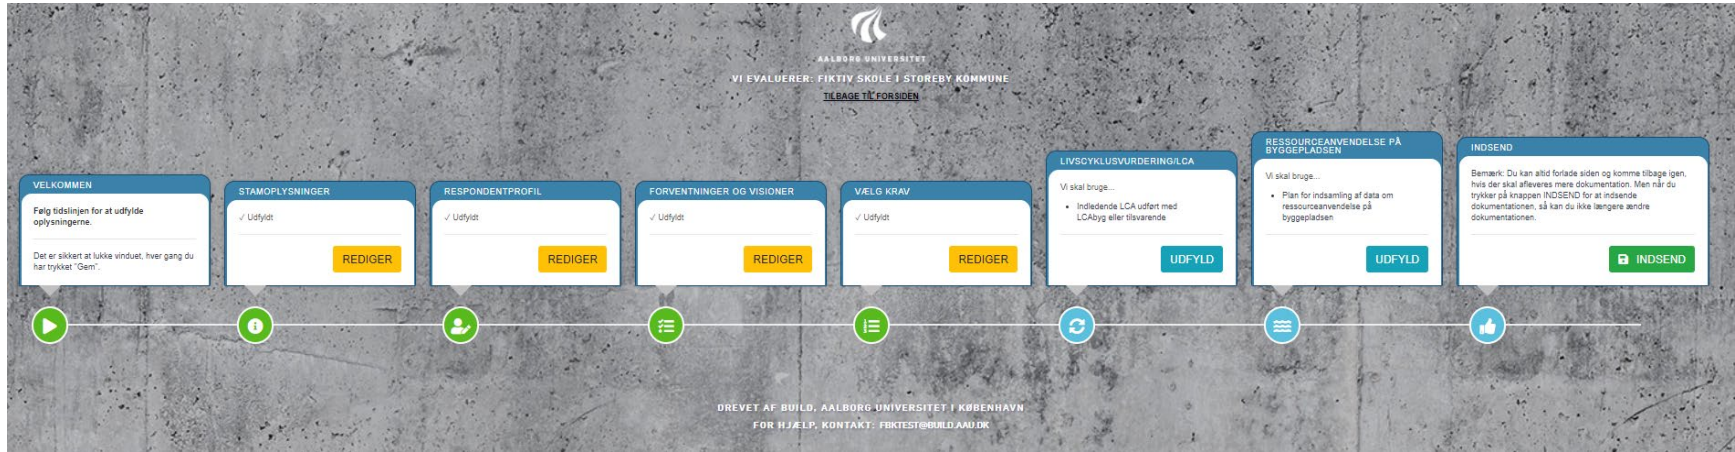 AALBORG UNIVERSITET
VI EVALUERER: FIKTIV SKOLE I STOREBY KOMMUNE
TILBAGE TIL FORSIDEN
VELKOMMEN
Følg tidslinjen for at udfylde
oplysningerne.
Det er sikkert at lukke vinduet, hver gang du
har trykket "Gem".
STAMOPLYSNINGER
✓ Udfyldt
REDIGER
RESPONDENTPROFIL
✓ Udfyldt
REDIGER
FORVENTNINGER OG VISIONER
✓ Udfyldt
REDIGER
VÆLG KRAV
✓ Udfyldt
REDIGER
LIVSCYKLUSVURDERING/LCA
Vi skal bruge...
• Indledende LCA udført med
LCAbyg eller tilsvarende
UDFYLD
RESSOURCEANVENDELSE PÅ
BYGGEPLADSEN
Vi skal bruge...
• Plan for indsamling af data om
ressourceanvendelse på
byggepladsen
UDFYLD
INDSEND
Bemærk: Du kan altid forlade siden og komme tilbage igen,
hvis der skal afleveres mere dokumentation. Men når du
trykker på knappen INDSEND for at indsende
dokumentationen, så kan du ikke længere ændre
dokumentationen.
INDSEND
DREVET AF BUILD, AALBORG UNIVERSITET I KØBENHAVN
FOR HJÆLP, KONTAKT: FBKTEST@BUILD.AAU.DK